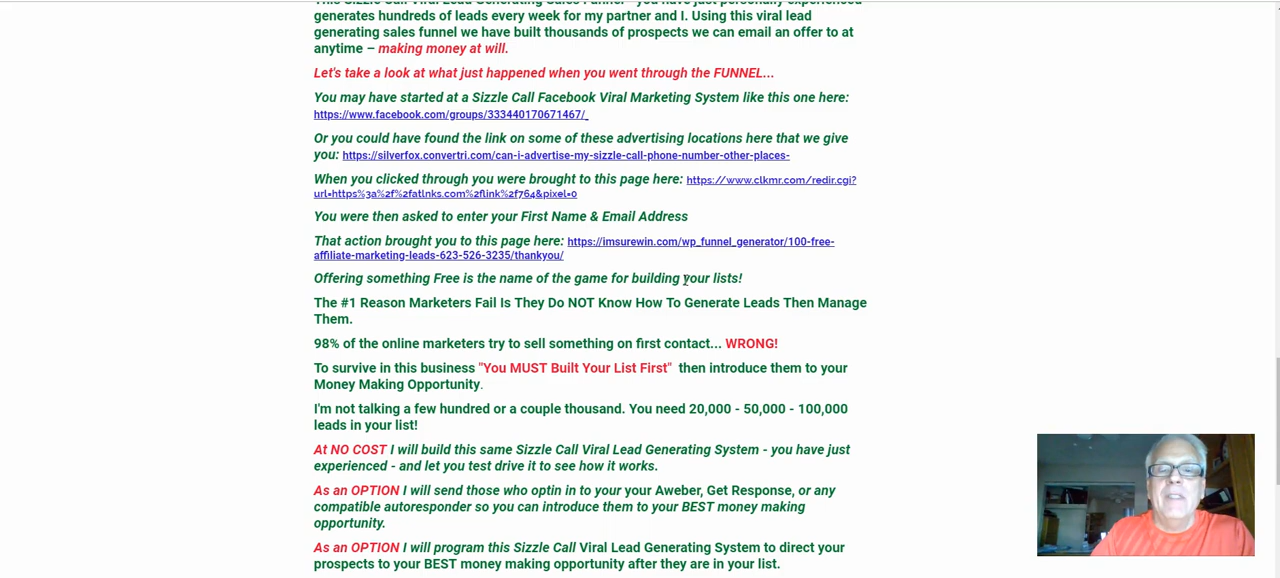 generates hundreds of leads every week for my partner and I. Using this viral lead
generating sales funnel we have built thousands of prospects we can email an offer to at
anytime – making money at will.
Let's take a look at what just happened when you went through the FUNNEL...
You may have started at a Sizzle Call Facebook Viral Marketing System like this one here:
https://www.facebook.com/groups/333440170671467/_
Or you could have found the link on some of these advertising locations here that we give
you: https://silverfox.convertri.com/can-i-advertise-my-sizzle-call-phone-number-other-places-
When you clicked through you were brought to this page here: https://www.clkmr.com/redir.cgi?
url=https%3a%2f%2fatlnks.com%2flink%2f764&pixel=0
You were then asked to enter your First Name & Email Address
That action brought you to this page here: https://imsurewin.com/wp_funnel_generator/100-free-
affiliate-marketing-leads-623-526-3235/thankyou/
Offering something Free is the name of the game for building your lists!
The #1 Reason Marketers Fail Is They Do NOT Know How To Generate Leads Then Manage
Them.
98% of the online marketers try to sell something on first contact... WRONG!
To survive in this business "You MUST Built Your List First" then introduce them to your
Money Making Opportunity.
I'm not talking a few hundred or a couple thousand. You need 20,000 - 50,000 - 100,000
leads in your list!
At NO COST I will build this same Sizzle Call Viral Lead Generating System - you have just
experienced - and let you test drive it to see how it works.
As an OPTION I will send those who optin in to your your Aweber, Get Response, or any
compatible autoresponder so you can introduce them to your BEST money making
opportunity.
As an OPTION I will program this Sizzle Call Viral Lead Generating System to direct your
prospects to your BEST money making opportunity after they are in your list.